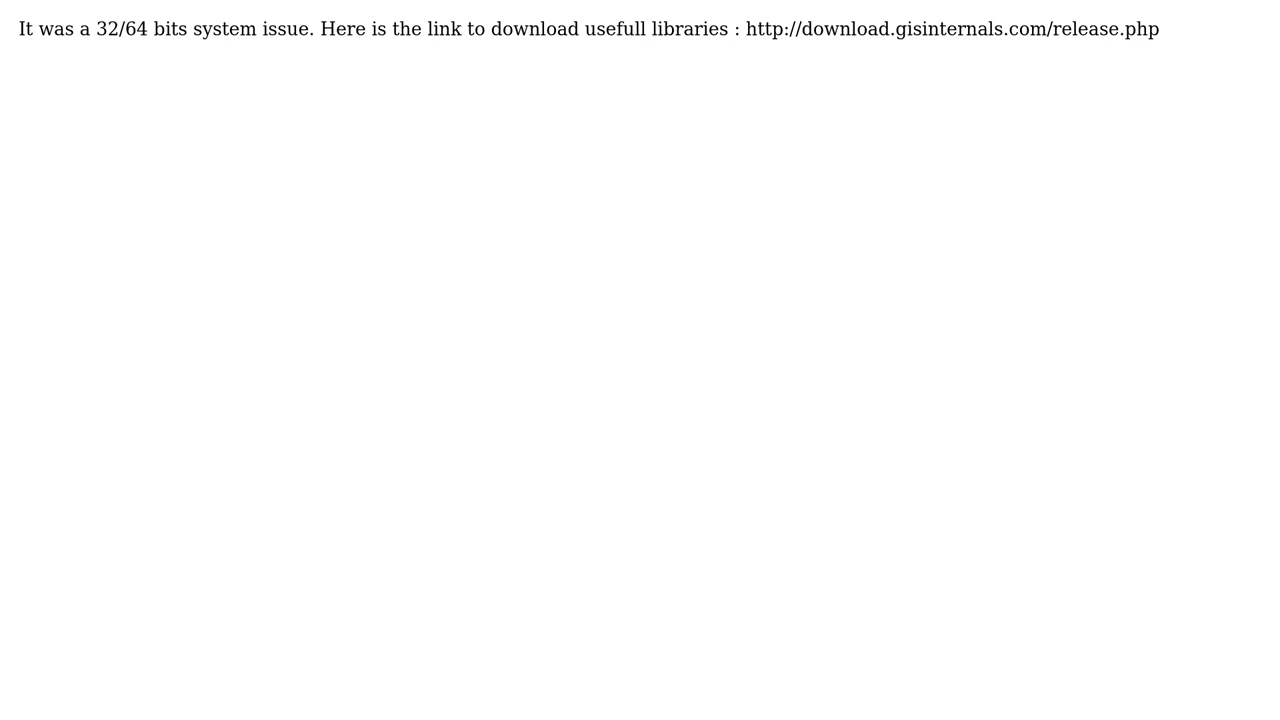 It was a 32/64 bits system issue. Here is the link to download usefull libraries : http://download.gisinternals.com/release.php